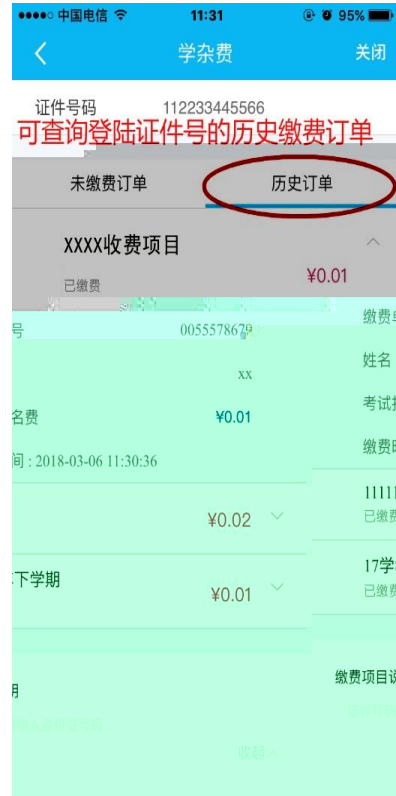 中国电信 11:31 95%
学杂费 关闭
证件号码 112233445566
可查询登陆证件号的历史缴费订单
未缴费订单 历史订单
XXXX收费项目
已缴费 ¥0.01
缴费
号 0055578679
姓名
xx
考试
名费 ¥0.01
缴费
间 : 2018-03-06 11:30:36
1111
¥0.02 已缴费
17学
下学期 ¥0.01 已缴费
缴费项目说
收起